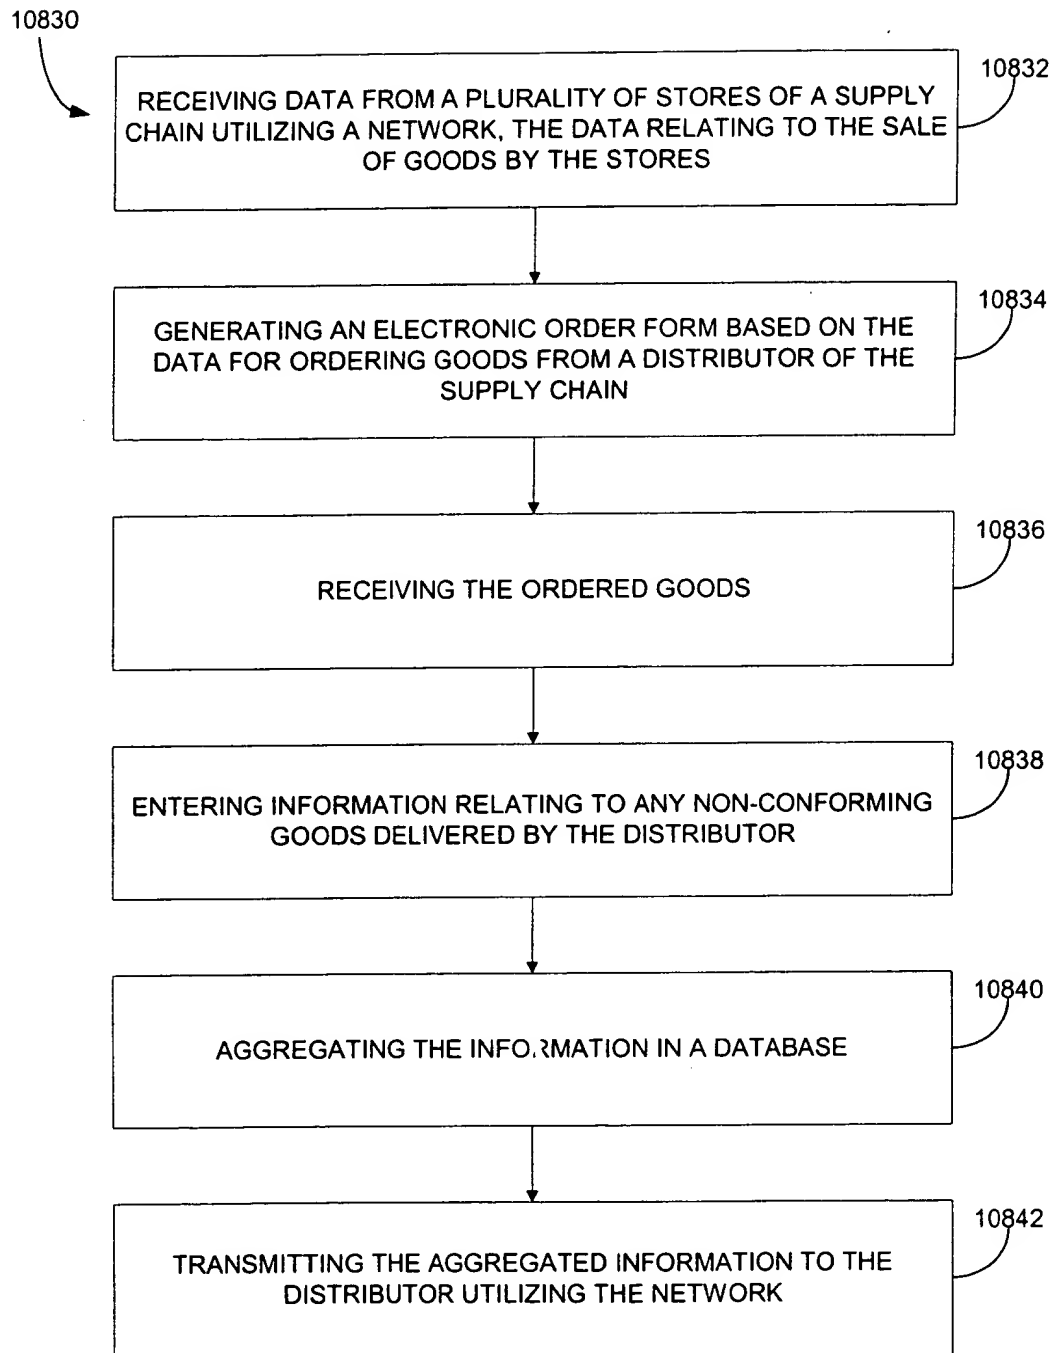 10830
10832
RECEIVING DATA FROM A PLURALITY OF STORES OF A SUPPLY
CHAIN UTILIZING A NETWORK, THE DATA RELATING TO THE SALE
OF GOODS BY THE STORES
10834
GENERATING AN ELECTRONIC ORDER FORM BASED ON THE
DATA FOR ORDERING GOODS FROM A DISTRIBUTOR OF THE
SUPPLY CHAIN
10836
RECEIVING THE ORDERED GOODS
10838
ENTERING INFORMATION RELATING TO ANY NON-CONFORMING
GOODS DELIVERED BY THE DISTRIBUTOR
10840
AGGREGATING THE INFORMATION IN A DATABASE
10842
TRANSMITTING THE AGGREGATED INFORMATION TO THE
DISTRIBUTOR UTILIZING THE NETWORK